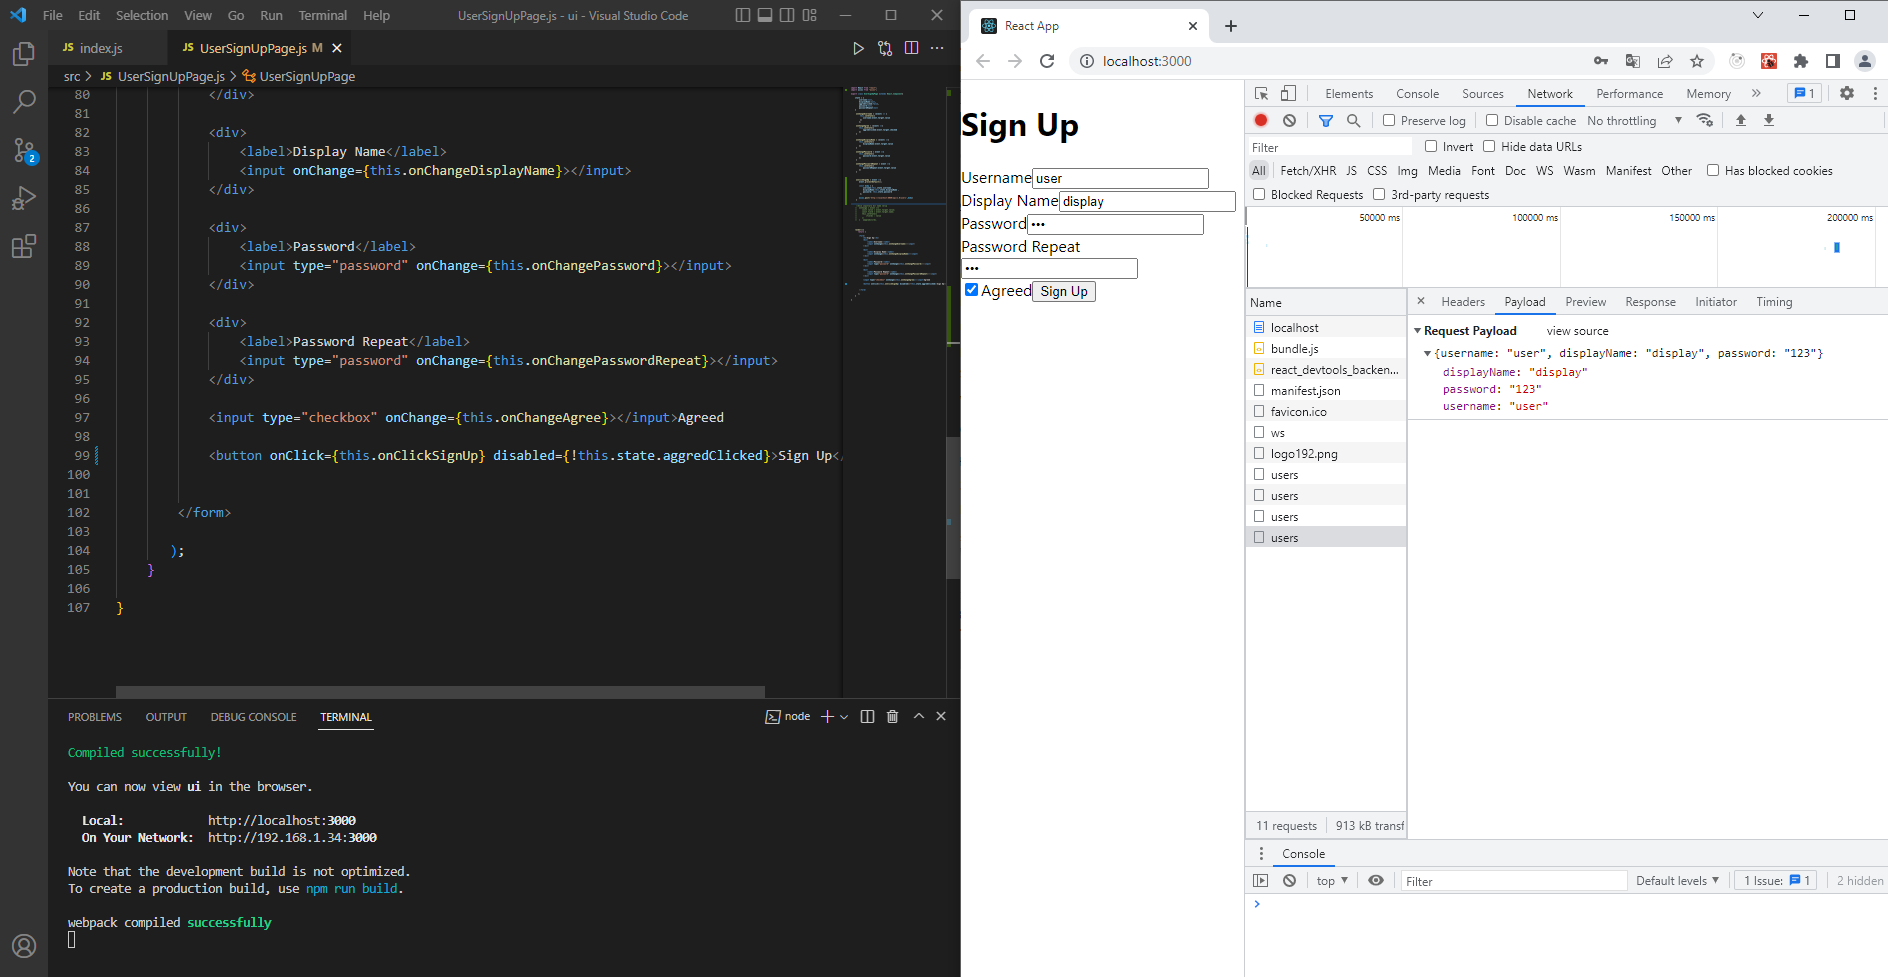 File Edit Selection View Go Run Terminal Help UserSignUpPage.js - ui - Visual Studio Code
JS index.js JS UserSignUpPage.js M
src > JS UserSignUpPage.js > UserSignUpPage
80 </div>
81
82 <div>
83 <label>Display Name</label>
84 <input onChange={this.onChangeDisplayName}></input>
85 </div>
86
87 <div>
88 <label>Password</label>
89 <input type="password" onChange={this.onChangePassword}></input>
90 </div>
91
92 <div>
93 <label>Password Repeat</label>
94 <input type="password" onChange={this.onChangePasswordRepeat}></input>
95 </div>
96
97 <input type="checkbox" onChange={this.onChangeAgree}></input>Agreed
98
99 <button onClick={this.onClickSignUp} disabled={!this.state.aggredClicked}>Sign Up</
100
101
102 </form>
103
104 );
105 }
106
107 }
2
PROBLEMS OUTPUT DEBUG CONSOLE TERMINAL node
Compiled successfully!
You can now view ui in the browser.
Local: http://localhost:3000
On Your Network: http://192.168.1.34:3000
Note that the development build is not optimized.
To create a production build, use npm run build.
webpack compiled successfully
React App
localhost:3000
Sign Up
Username user
Display Name display
Password •••
Password Repeat
•••
Agreed Sign Up
Elements Console Sources Network Performance Memory » 1
Preserve log Disable cache No throttling
Filter Invert Hide data URLs
All Fetch/XHR JS CSS Img Media Font Doc WS Wasm Manifest Other Has blocked cookies
Blocked Requests 3rd-party requests
50000 ms 100000 ms 150000 ms 200000 ms
Name
localhost
bundle.js
react_devtools_backen...
manifest.json
favicon.ico
ws
logo192.png
users
users
users
users
11 requests 913 kB transf
Headers Payload Preview Response Initiator Timing
Request Payload view source
{username: "user", displayName: "display", password: "123"}
displayName: "display"
password: "123"
username: "user"
Console
top Filter Default levels 1 Issue: 1 2 hidden